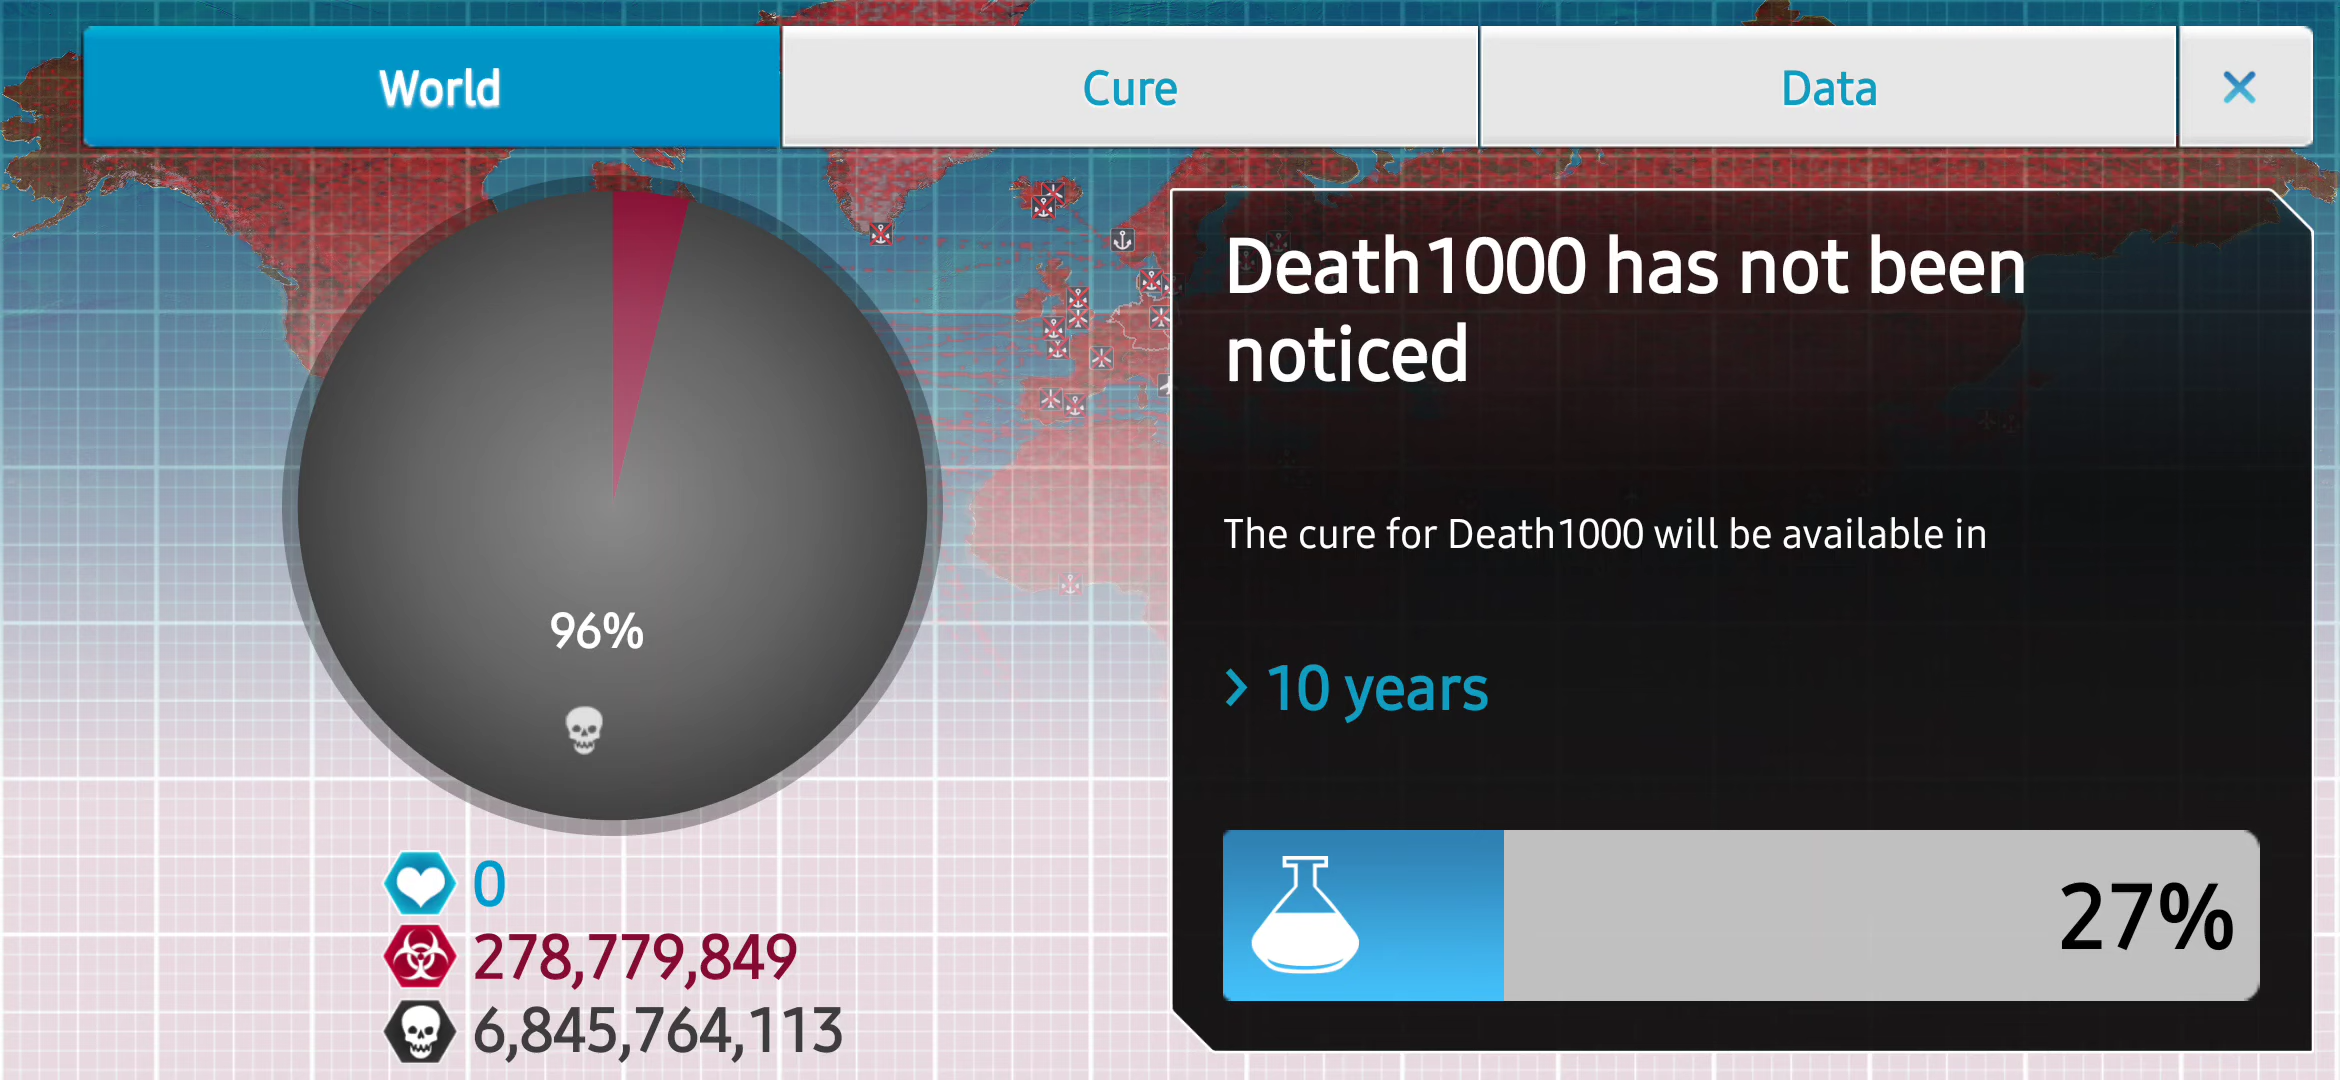 World
Cure
Data
96%
0
278,779,849
6,845,764,113
Death1000 has not been
noticed
The cure for Death1000 will be available in
> 10 years
27%